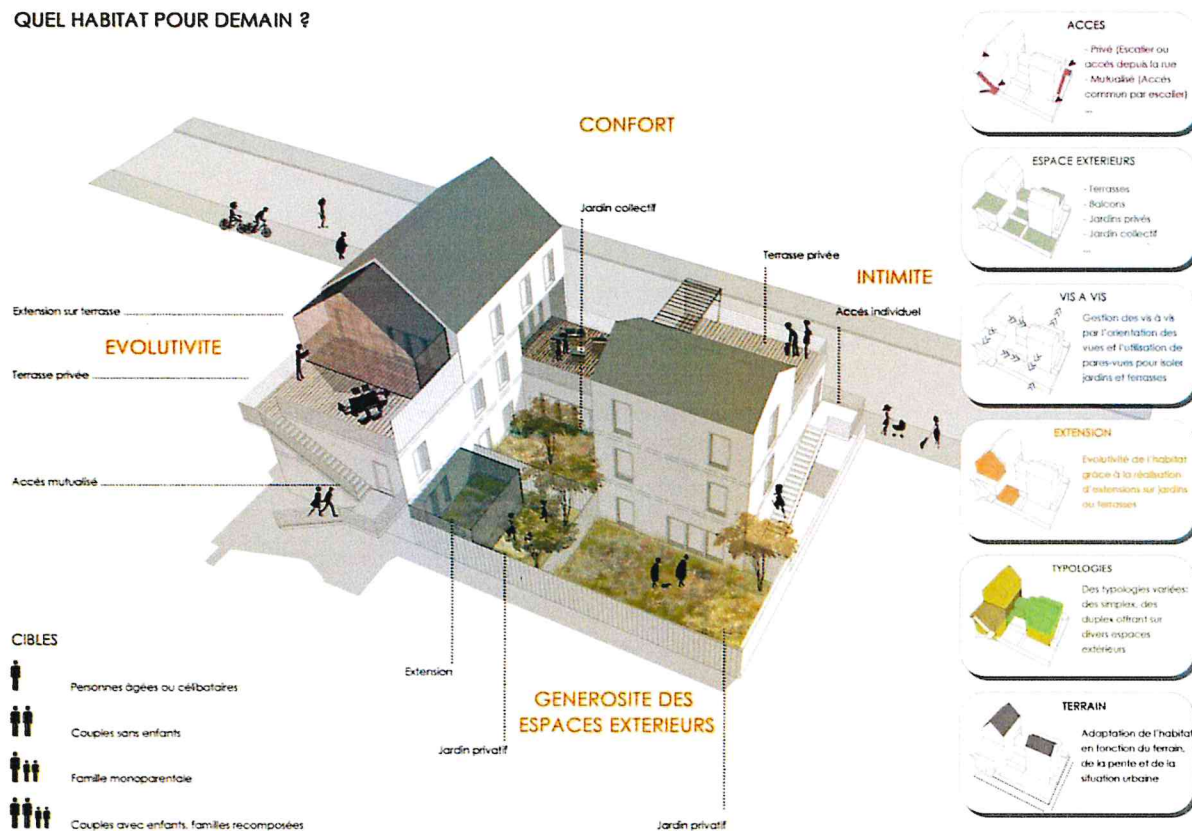 QUEL HABITAT POUR DEMAIN ?
CONFORT
Jardin collectif
Terrasse privée
INTIMITE
Accès individuel
Extension sur terrasse
EVOLUTIVITE
Terrasse privée
Accès mutualisé
Extension
GENEROSITE DES
ESPACES EXTERIEURS
Jardin privatif
Jardin privatif
CIBLES
Personnes âgées ou célibataires
Couples sans enfants
Famille monoparentale
Couples avec enfants, familles recomposées
ACCES
- Privé (Escalier ou
accès depuis la rue
- Mutualisé (Accès
commun par escalier)
...
ESPACE EXTERIEURS
- Terrasses
- Balcons
- Jardins privés
- Jardin collectif
...
VIS A VIS
Gestion des vis à vis
par l'orientation des
vues et l'utilisation de
pares-vues pour isoler
jardins et terrasses
EXTENSION
Evolutivité de l'habitat
grâce à la réalisation
d'extensions sur jardins
ou terrasses
TYPOLOGIES
Des typologies variées:
des simplex, des
duplex offrant sur
divers espaces
extérieurs
TERRAIN
Adaptation de l'habitat
en fonction du terrain,
de la pente et de la
situation urbaine